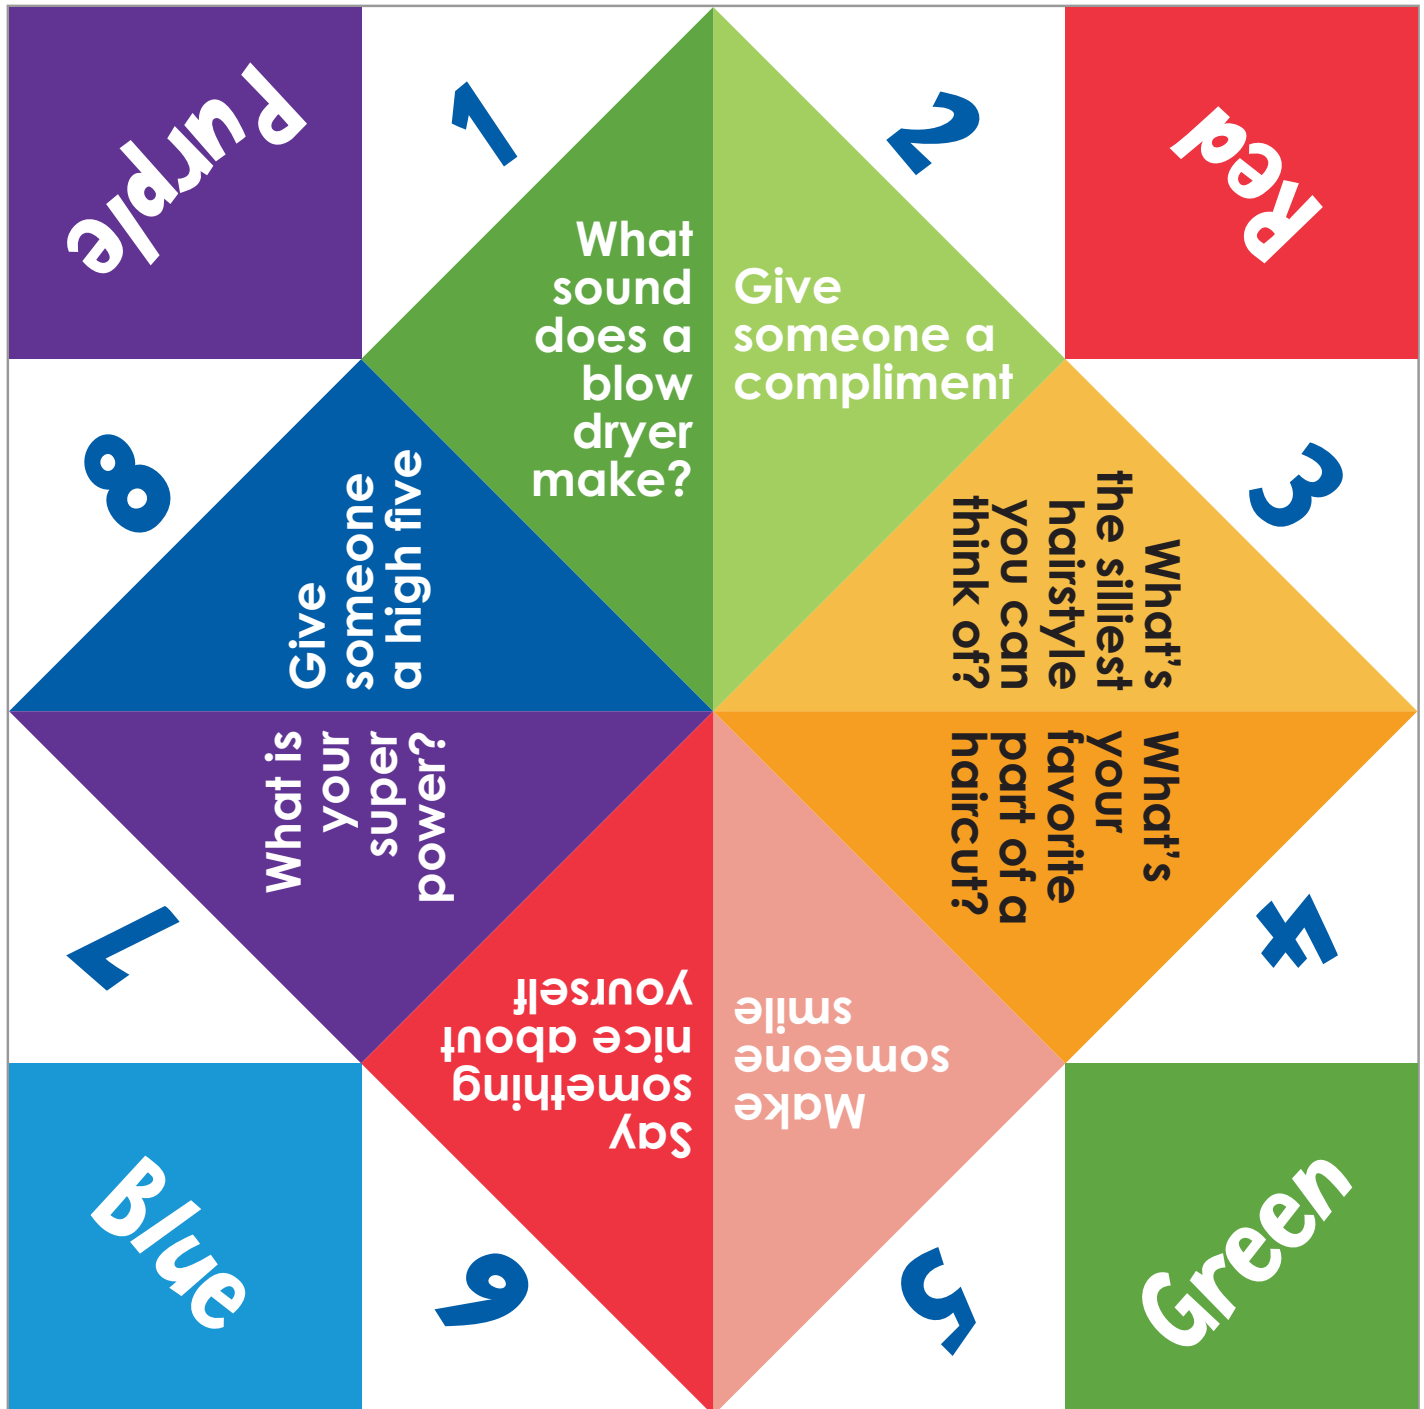 Purple
1
2
Red
What
sound
does a
blow
dryer
make?
Give
someone a
compliment
8
Give
someone
a high five
What's
the silliest
hairstyle
you can
think of?
3
What is
your
super
power?
What's
your
favorite
part of a
haircut?
7
4
Say
something
nice about
yourself
Make
someone
smile
Blue
6
5
Green